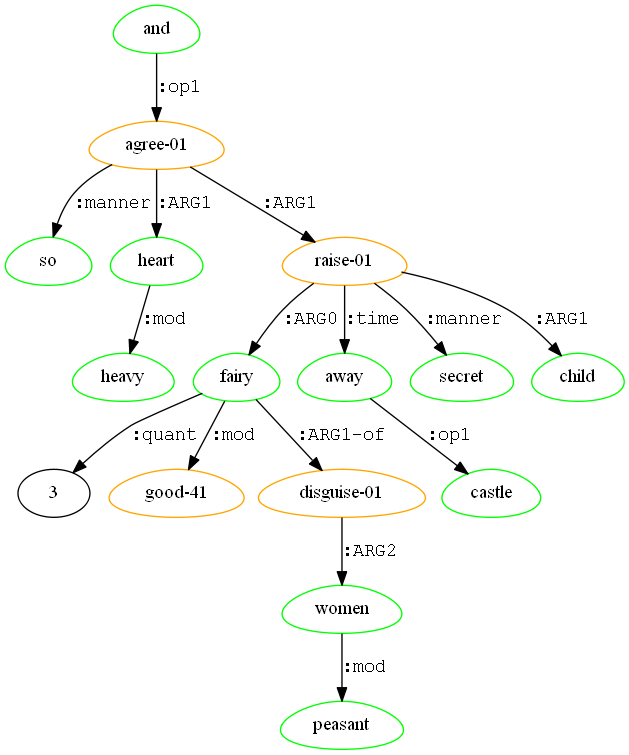 and
:op1
agree-01
:manner :ARG1 :ARG1
so heart raise-01
:mod :ARG0 :time :manner :ARG1
heavy fairy away secret child
:quant :mod :ARG1-of :op1
3 good-41 disguise-01 castle
:ARG2
women
:mod
peasant